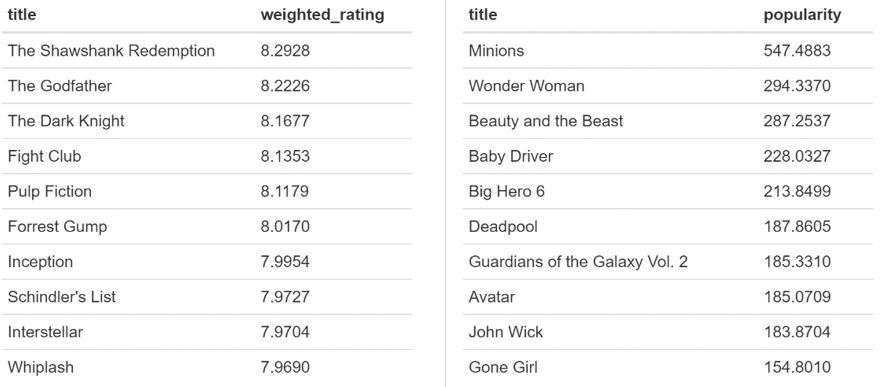 title weighted_rating
The Shawshank Redemption 8.2928
The Godfather 8.2226
The Dark Knight 8.1677
Fight Club 8.1353
Pulp Fiction 8.1179
Forrest Gump 8.0170
Inception 7.9954
Schindler's List 7.9727
Interstellar 7.9704
Whiplash 7.9690
title popularity
Minions 547.4883
Wonder Woman 294.3370
Beauty and the Beast 287.2537
Baby Driver 228.0327
Big Hero 6 213.8499
Deadpool 187.8605
Guardians of the Galaxy Vol. 2 185.3310
Avatar 185.0709
John Wick 183.8704
Gone Girl 154.8010